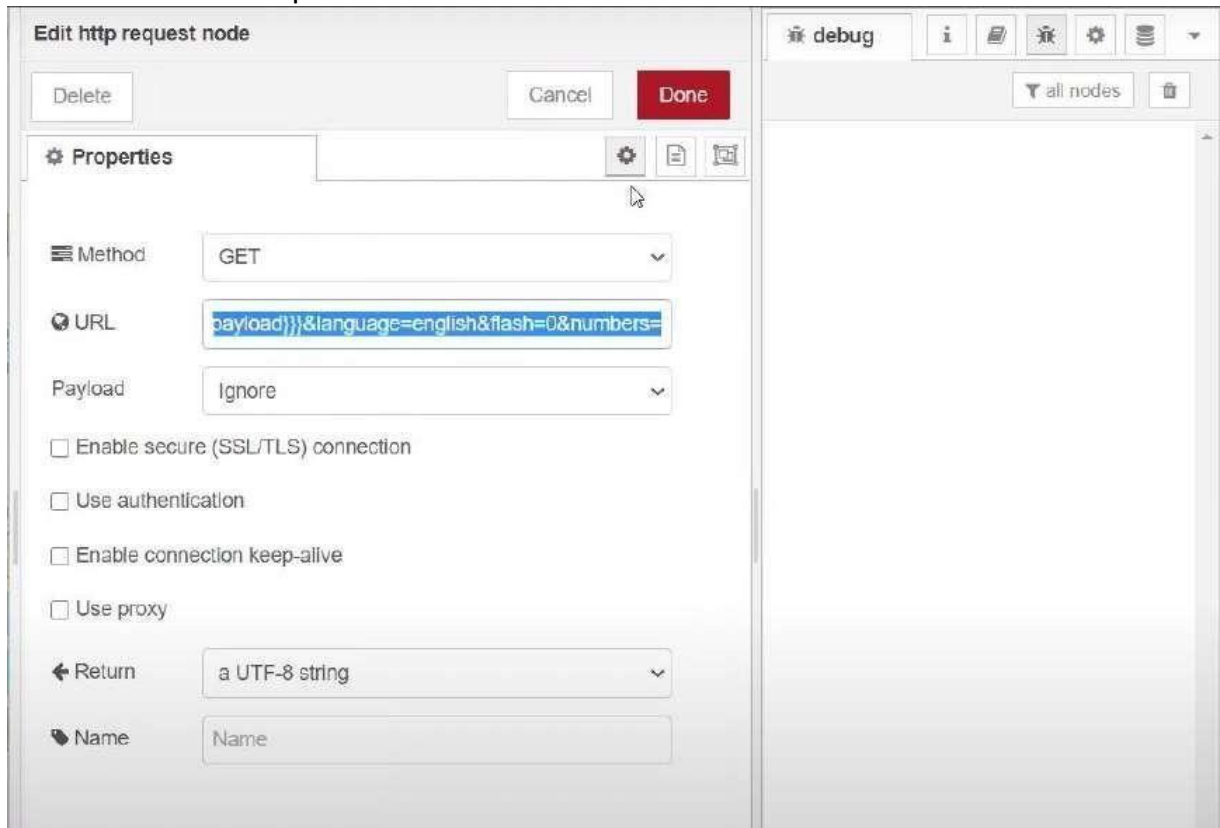 Edit http request node
debug
i
Delete
Cancel
Done
all nodes
Properties
Method
GET
URL
payload}}}&language=english&flash=0&numbers=
Payload
Ignore
Enable secure (SSL/TLS) connection
Use authentication
Enable connection keep-alive
Use proxy
Return
a UTF-8 string
Name
Name